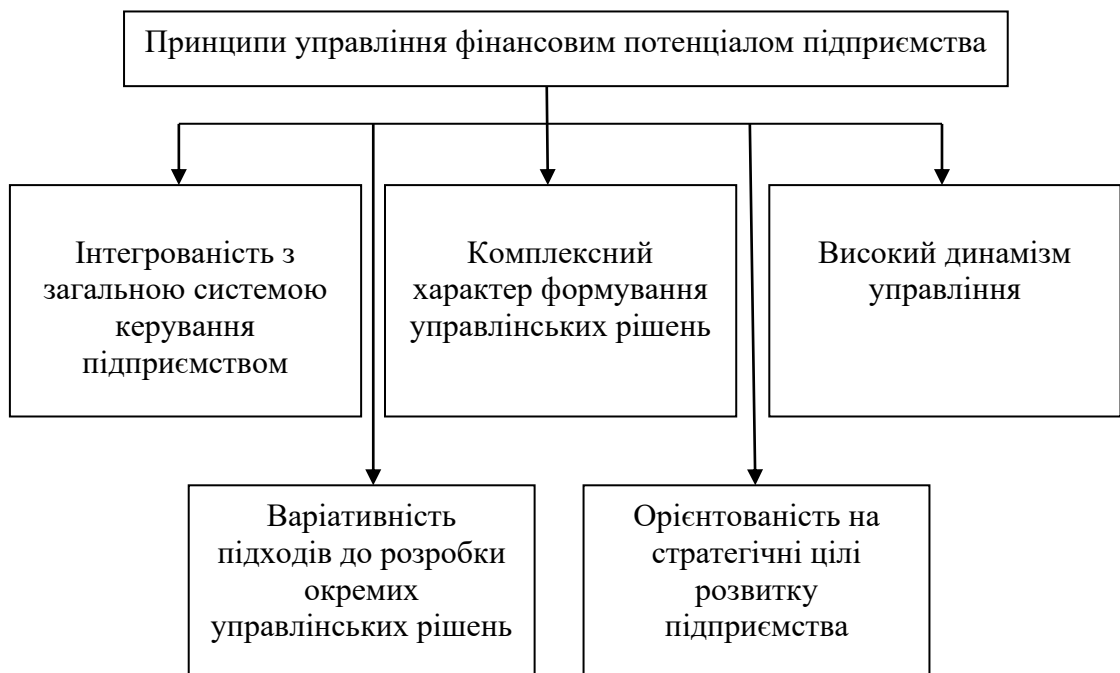 Принципи управління фінансовим потенціалом підприємства
Інтегрованість з
загальною системою
керування
підприємством
Комплексний
характер формування
управлінських рішень
Високий динамізм
управління
Варіативність
підходів до розробки
окремих
управлінських рішень
Орієнтованість на
стратегічні цілі
розвитку
підприємства